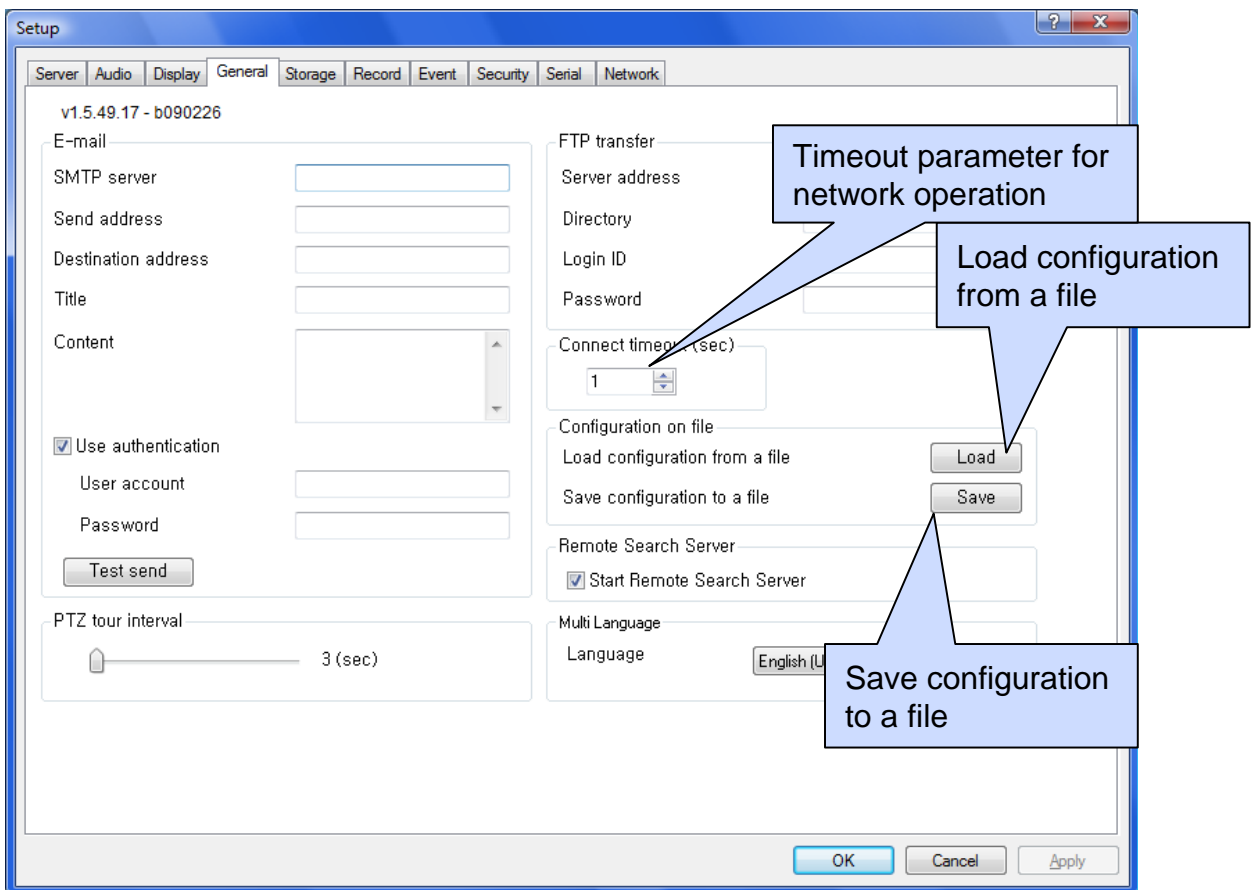 Setup
Server Audio Display General Storage Record Event Security Serial Network
v1.5.49.17 - b090226
E-mail
SMTP server
Send address
Destination address
Title
Content
Use authentication
User account
Password
Test send
PTZ tour interval
3 (sec)
FTP transfer
Server address
Directory
Login ID
Password
Timeout parameter for
network operation
Load configuration
from a file
Connect timeout (sec)
1
Configuration on file
Load configuration from a file
Load
Save configuration to a file
Save
Remote Search Server
Start Remote Search Server
Multi Language
Language
English (U
Save configuration
to a file
OK Cancel Apply